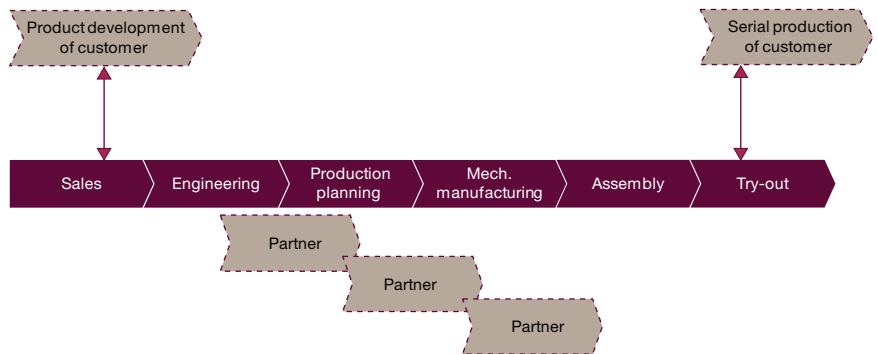 Product development
of customer
Serial production
of customer
Sales
Engineering
Production
planning
Mech.
manufacturing
Assembly
Try-out
Partner
Partner
Partner